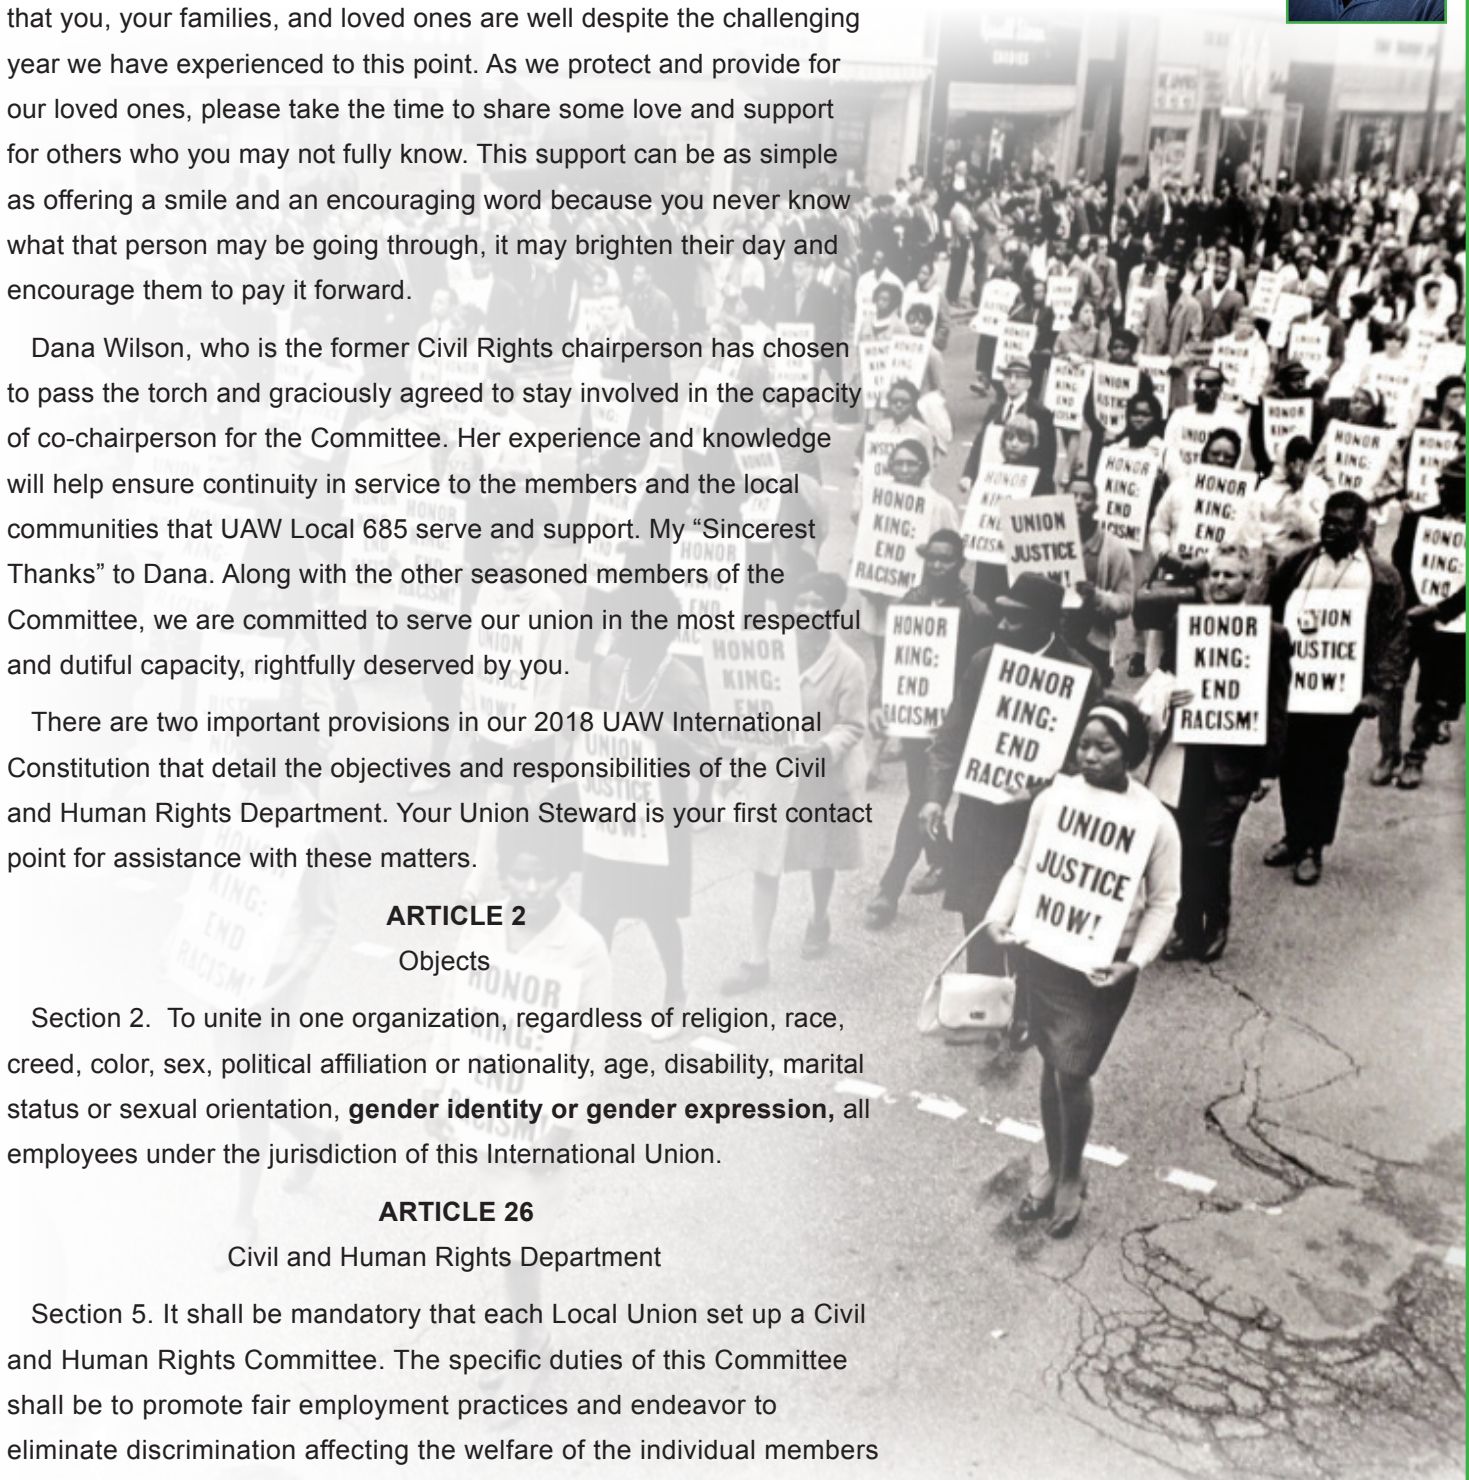 that you, your families, and loved ones are well despite the challenging
year we have experienced to this point. As we protect and provide for
our loved ones, please take the time to share some love and support
for others who you may not fully know. This support can be as simple
as offering a smile and an encouraging word because you never know
what that person may be going through, it may brighten their day and
encourage them to pay it forward.
Dana Wilson, who is the former Civil Rights chairperson has chosen
to pass the torch and graciously agreed to stay involved in the capacity
of co-chairperson for the Committee. Her experience and knowledge
will help ensure continuity in service to the members and the local
communities that UAW Local 685 serve and support. My “Sincerest
Thanks” to Dana. Along with the other seasoned members of the
Committee, we are committed to serve our union in the most respectful
and dutiful capacity, rightfully deserved by you.
There are two important provisions in our 2018 UAW International
Constitution that detail the objectives and responsibilities of the Civil
and Human Rights Department. Your Union Steward is your first contact
point for assistance with these matters.
ARTICLE 2
Objects
Section 2. To unite in one organization, regardless of religion, race,
creed, color, sex, political affiliation or nationality, age, disability, marital
status or sexual orientation, gender identity or gender expression, all
employees under the jurisdiction of this International Union.
ARTICLE 26
Civil and Human Rights Department
Section 5. It shall be mandatory that each Local Union set up a Civil
and Human Rights Committee. The specific duties of this Committee
shall be to promote fair employment practices and endeavor to
eliminate discrimination affecting the welfare of the individual members
HONOR
KING:
END
RACISM!
UNION
JUSTICE
HONOR
KING:
END
HONOR
KING:
END
RACISM!
HONOR
KING:
END
RACISM!
JUSTICE
NOW!
UNION
JUSTICE
NOW!